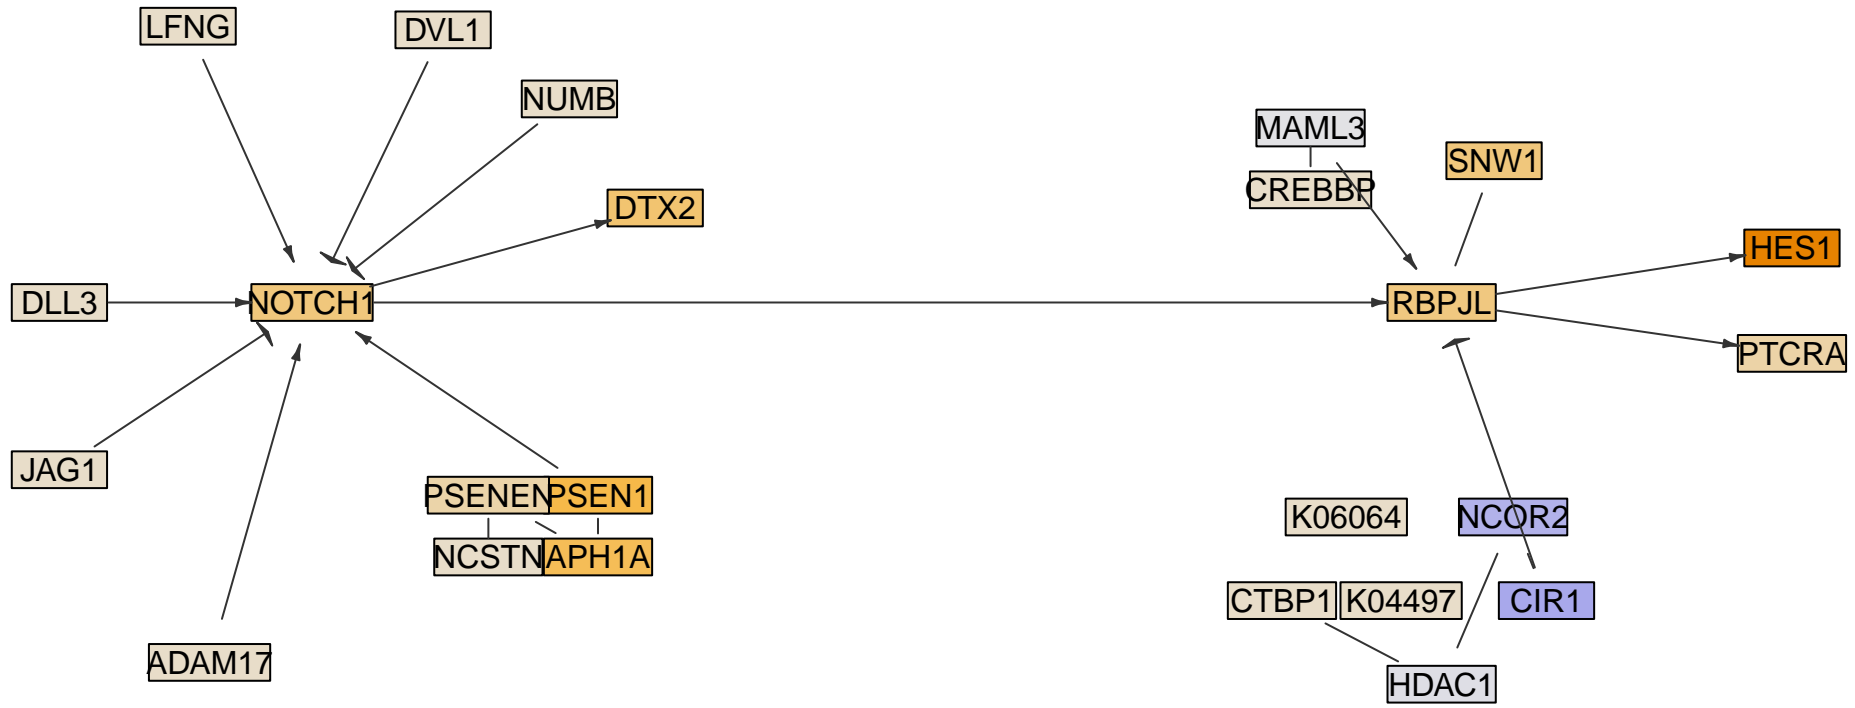 LFNG
DVL1
NUMB
MAML3
SNW1
CREBBP
DTX2
HES1
DLL3
NOTCH1
RBPJL
PTCRA
JAG1
PSENEN
PSEN1
K06064
NCOR2
NCSTN
APH1A
CTBP1
K04497
CIR1
ADAM17
HDAC1